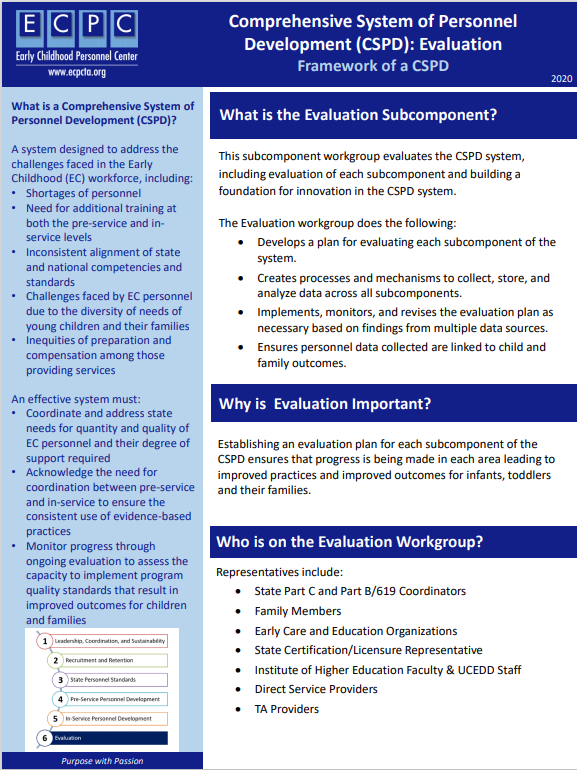 E C P C
Early Childhood Personnel Center
www.ecpcta.org
Comprehensive System of Personnel
Development (CSPD): Evaluation
Framework of a CSPD
2020
What is a Comprehensive System of
Personnel Development (CSPD)?
A system designed to address the
challenges faced in the Early
Childhood (EC) workforce, including:
• Shortages of personnel
• Need for additional training at
both the pre-service and in-
service levels
• Inconsistent alignment of state
and national competencies and
standards
• Challenges faced by EC personnel
due to the diversity of needs of
young children and their families
• Inequities of preparation and
compensation among those
providing services
An effective system must:
• Coordinate and address state
needs for quantity and quality of
EC personnel and their degree of
support required
• Acknowledge the need for
coordination between pre-service
and in-service to ensure the
consistent use of evidence-based
practices
• Monitor progress through
ongoing evaluation to assess the
capacity to implement program
quality standards that result in
improved outcomes for children
and families
1 Leadership, Coordination, and Sustainability
2 Recruitment and Retention
3 State Personnel Standards
4 Pre-Service Personnel Development
5 In-Service Personnel Development
6 Evaluation
Purpose with Passion
What is the Evaluation Subcomponent?
This subcomponent workgroup evaluates the CSPD system,
including evaluation of each subcomponent and building a
foundation for innovation in the CSPD system.
The Evaluation workgroup does the following:
• Develops a plan for evaluating each subcomponent of the
system.
• Creates processes and mechanisms to collect, store, and
analyze data across all subcomponents.
• Implements, monitors, and revises the evaluation plan as
necessary based on findings from multiple data sources.
• Ensures personnel data collected are linked to child and
family outcomes.
Why is Evaluation Important?
Establishing an evaluation plan for each subcomponent of the
CSPD ensures that progress is being made in each area leading to
improved practices and improved outcomes for infants, toddlers
and their families.
Who is on the Evaluation Workgroup?
Representatives include:
• State Part C and Part B/619 Coordinators
• Family Members
• Early Care and Education Organizations
• State Certification/Licensure Representative
• Institute of Higher Education Faculty & UCEDD Staff
• Direct Service Providers
• TA Providers